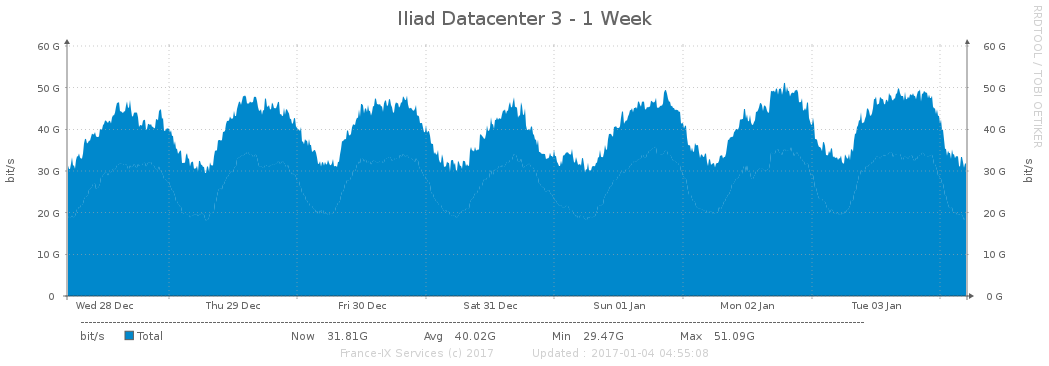 Iliad Datacenter 3 - 1 Week
RRDTOOL / TOBI OETIKER
60 G 60 G
50 G 50 G
40 G 40 G
30 G 30 G
20 G 20 G
10 G 10 G
0 0 G
bit/s bit/s
Wed 28 Dec Thu 29 Dec Fri 30 Dec Sat 31 Dec Sun 01 Jan Mon 02 Jan Tue 03 Jan
bit/s Total Now 31.81G Avg 40.02G Min 29.47G Max 51.09G
France-IX Services (c) 2017 Updated : 2017-01-04 04:55:08